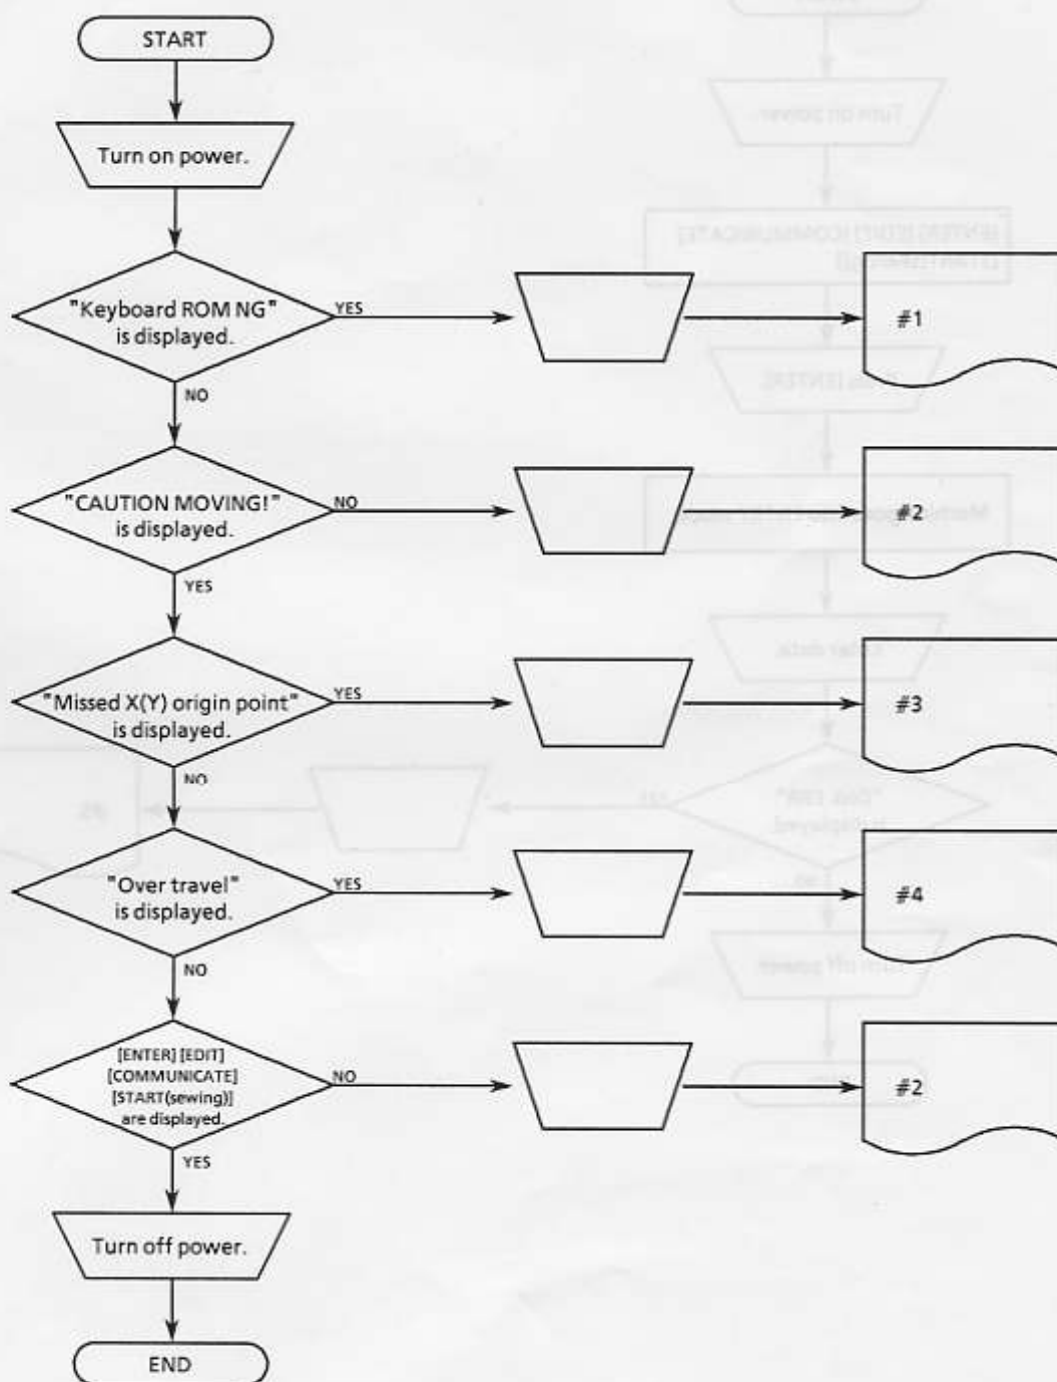 START
Turn on power.
"Keyboard ROM NG"
is displayed.
YES
#1
NO
"CAUTION MOVING!"
is displayed.
NO
#2
YES
"Missed X(Y) origin point"
is displayed.
YES
#3
NO
"Over travel"
is displayed.
YES
#4
NO
[ENTER] [EDIT]
[COMMUNICATE]
[START(sewing)]
are displayed.
NO
#2
YES
Turn off power.
END